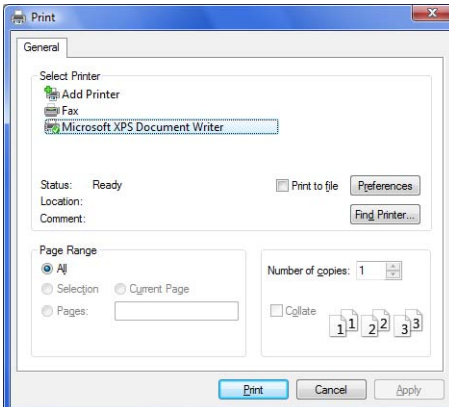 Print
General
Select Printer
Add Printer
Fax
Microsoft XPS Document Writer
Status: Ready
Location:
Comment:
Print to file
Preferences
Find Printer...
Page Range
All
Selection
Current Page
Pages:
Number of copies: 1
Collate
1 1 2 2 3 3
Print Cancel Apply